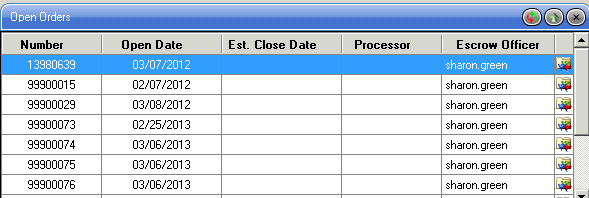 Open Orders
Number Open Date Est. Close Date Processor Escrow Officer
13980639 03/07/2012 sharon.green
99900015 02/07/2012 sharon.green
99900029 03/08/2012 sharon.green
99900073 02/25/2013 sharon.green
99900074 03/06/2013 sharon.green
99900075 03/06/2013 sharon.green
99900076 03/06/2013 sharon.green